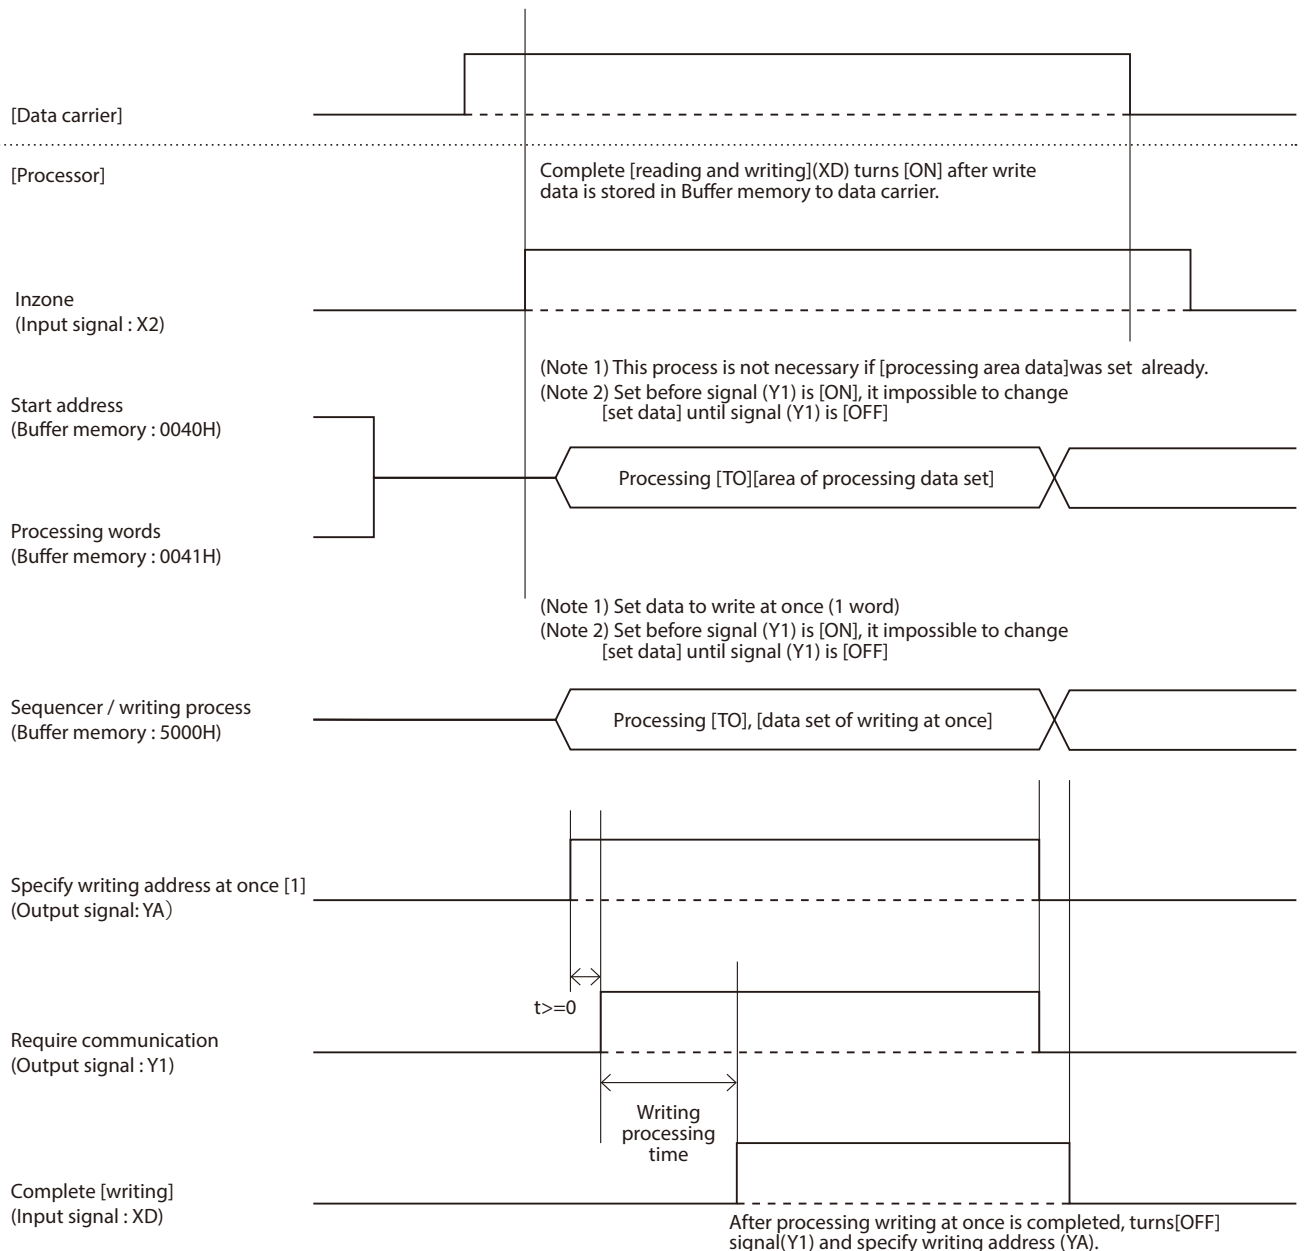 [Data carrier]
[Processor]
Complete [reading and writing](XD) turns [ON] after write
data is stored in Buffer memory to data carrier.
Inzone
(Input signal : X2)
(Note 1) This process is not necessary if [processing area data]was set already.
(Note 2) Set before signal (Y1) is [ON], it impossible to change
[set data] until signal (Y1) is [OFF]
Start address
(Buffer memory : 0040H)
Processing [TO][area of processing data set]
Processing words
(Buffer memory : 0041H)
(Note 1) Set data to write at once (1 word)
(Note 2) Set before signal (Y1) is [ON], it impossible to change
[set data] until signal (Y1) is [OFF]
Sequencer / writing process
(Buffer memory : 5000H)
Processing [TO], [data set of writing at once]
Specify writing address at once [1]
(Output signal: YA）
t>=0
Require communication
(Output signal : Y1)
Writing
processing
time
Complete [writing]
(Input signal : XD)
After processing writing at once is completed, turns[OFF]
signal(Y1) and specify writing address (YA).